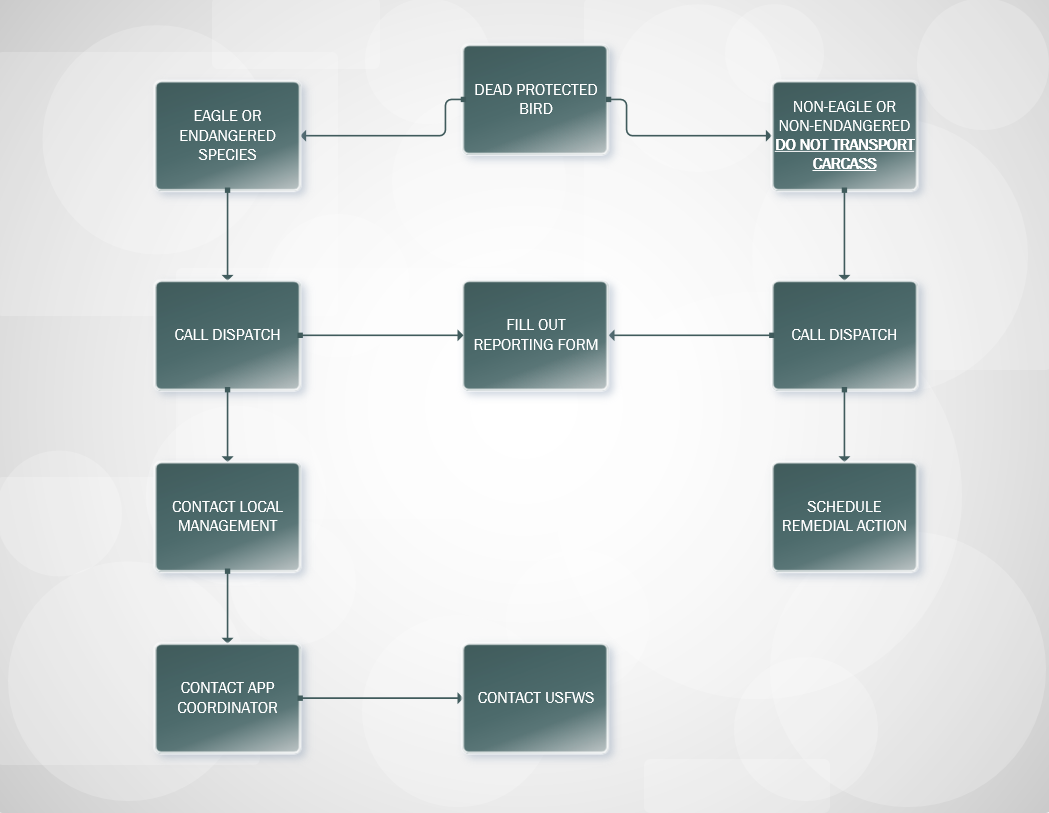 DEAD PROTECTED
BIRD
EAGLE OR
ENDANGERED
SPECIES
NON-EAGLE OR
NON-ENDANGERED
DO NOT TRANSPORT
CARCASS
CALL DISPATCH
FILL OUT
REPORTING FORM
CALL DISPATCH
CONTACT LOCAL
MANAGEMENT
SCHEDULE
REMEDIAL ACTION
CONTACT APP
COORDINATOR
CONTACT USFWS